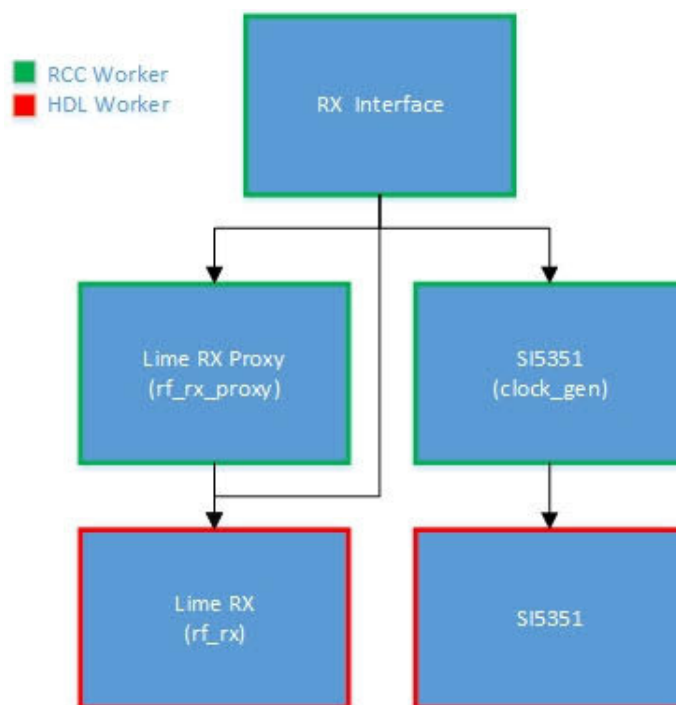 RCC Worker
HDL Worker
RX Interface
Lime RX Proxy
(rf_rx_proxy)
SI5351
(clock_gen)
Lime RX
(rf_rx)
SI5351